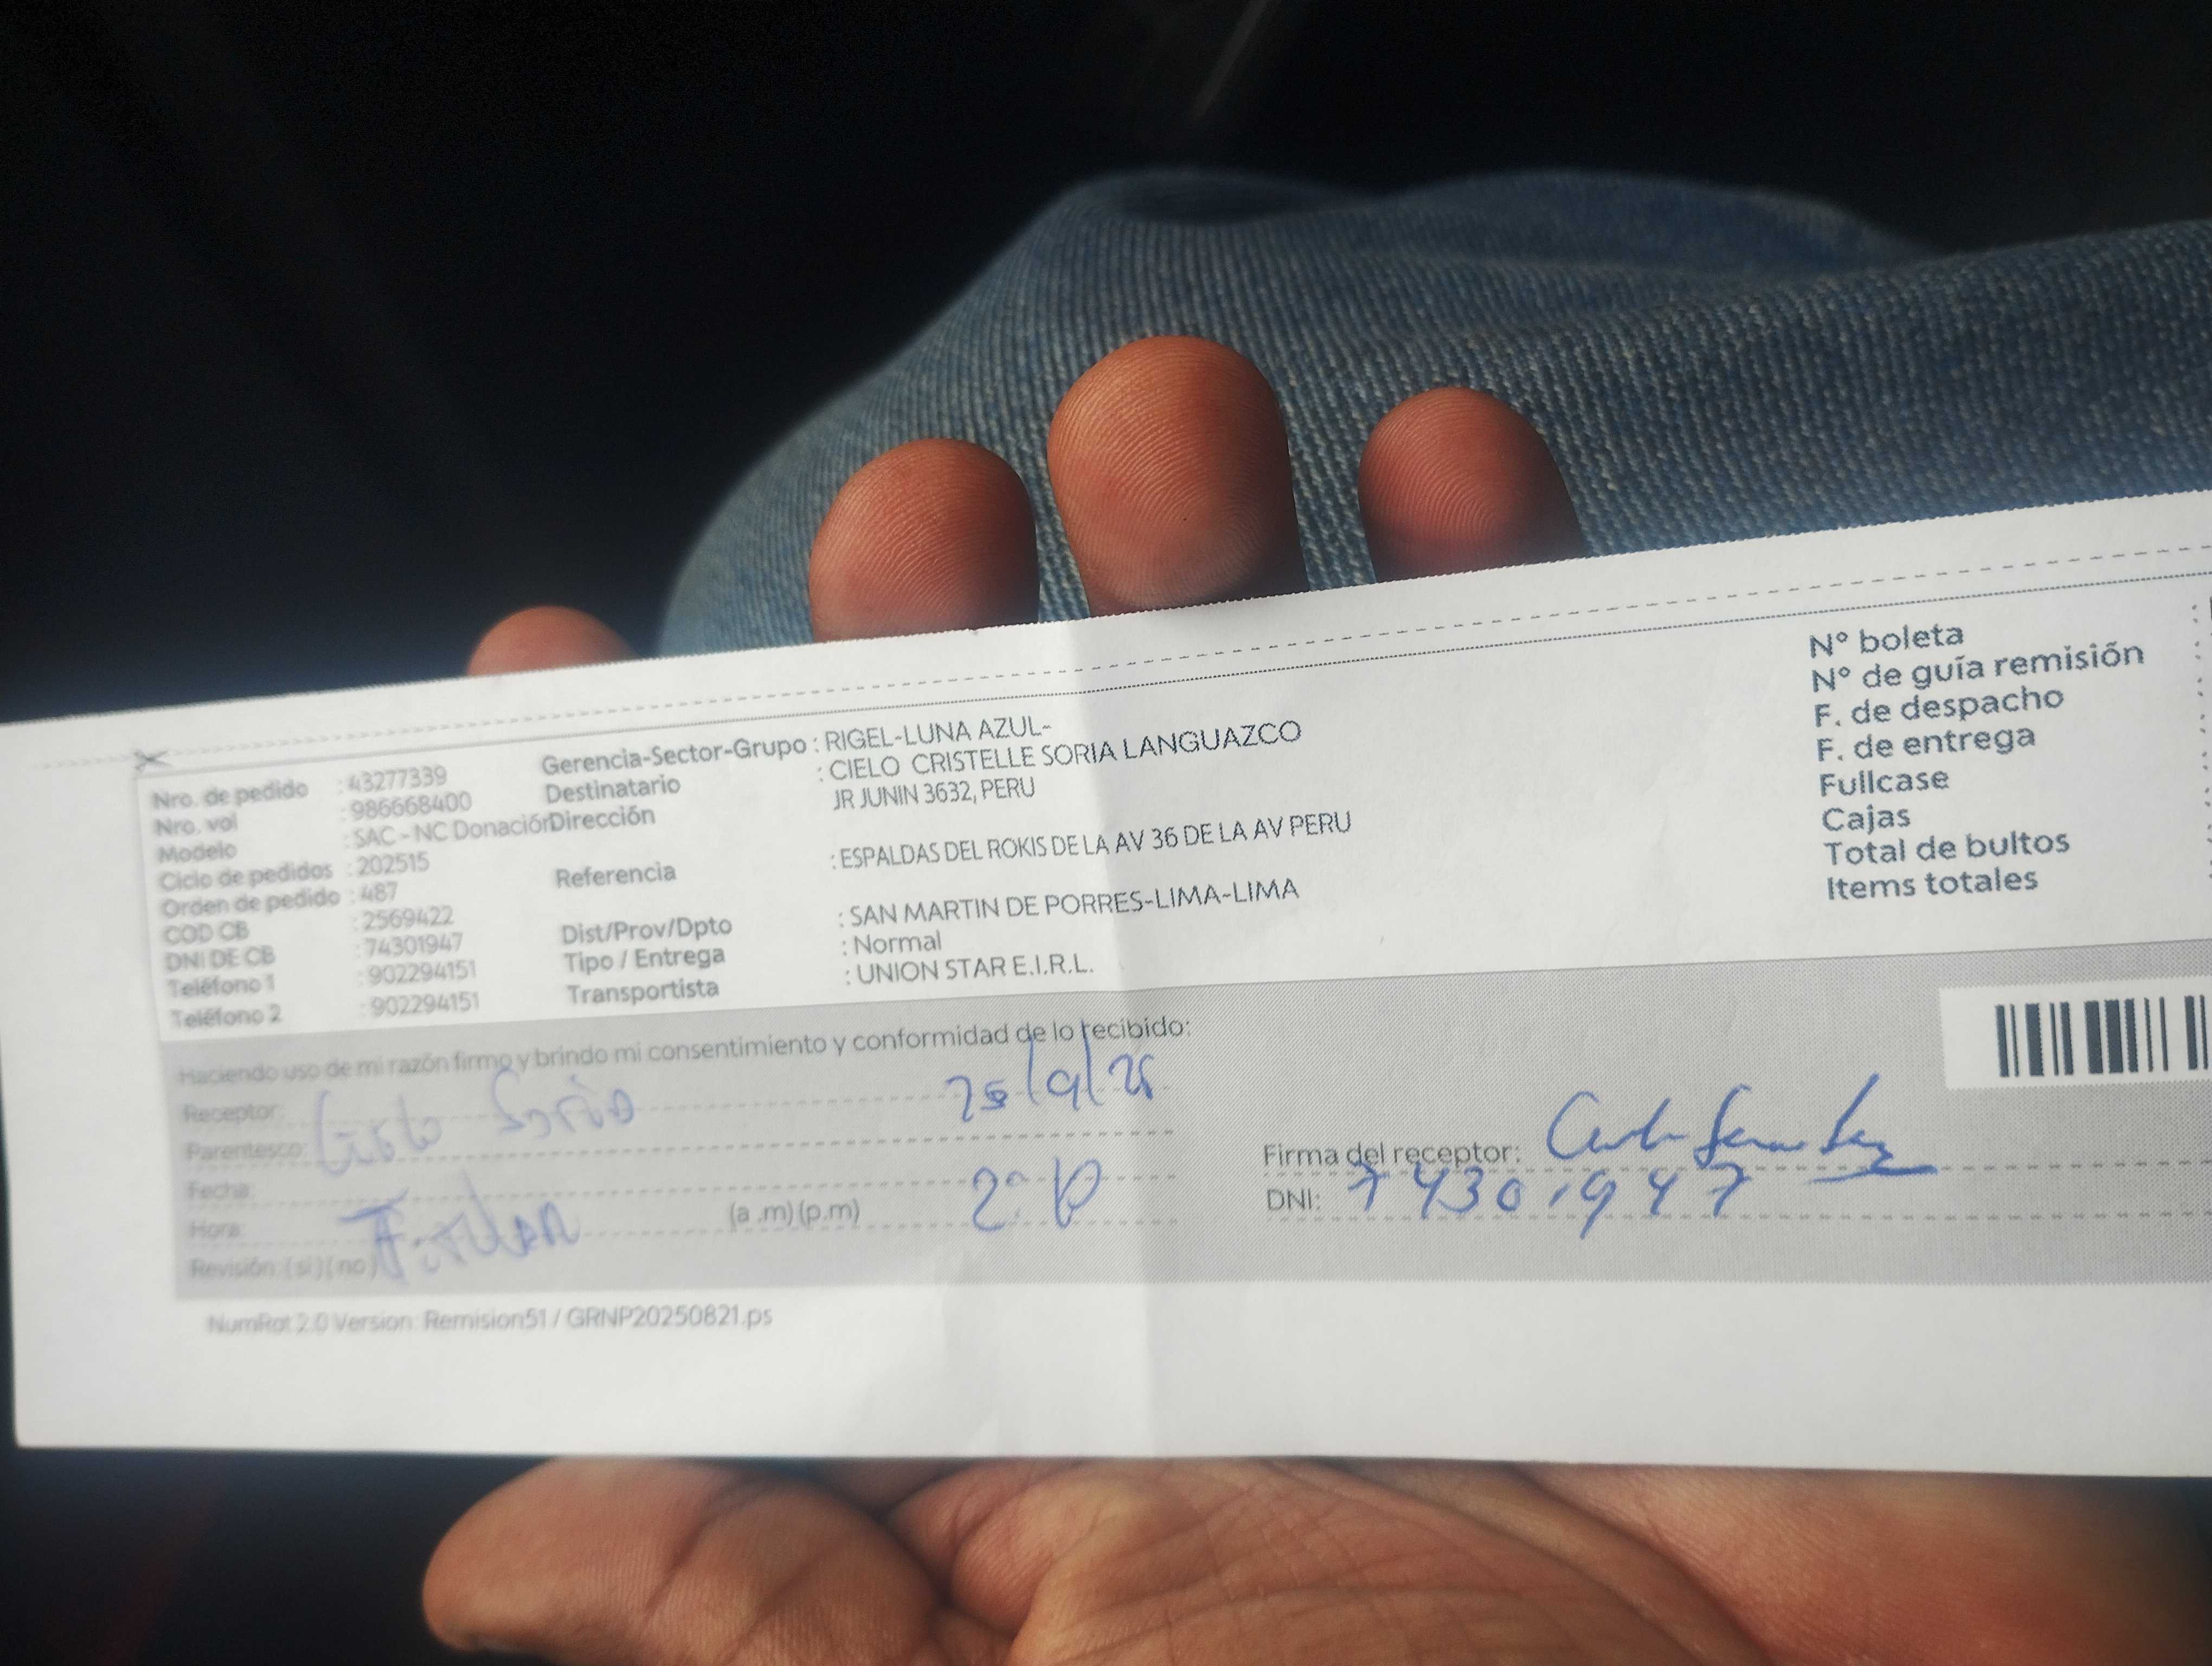 Nro. de pedido : 43277339
Nro. vol : 986668400
Modelo : SAC - NC Donación
Ciclo de pedidos : 202515
Orden de pedido : 487
COD CB : 2569422
DNI DE CB : 74301947
Teléfono 1 : 902294151
Teléfono 2 : 902294151
Gerencia-Sector-Grupo : RIGEL-LUNA AZUL-
Destinatario : CIELO CRISTELLE SORIA LANGUAZCO
Dirección JR JUNIN 3632, PERU
Referencia : ESPALDAS DEL ROKIS DE LA AV 36 DE LA AV PERU
Dist/Prov/Dpto : SAN MARTIN DE PORRES-LIMA-LIMA
Tipo / Entrega : Normal
Transportista : UNION STAR E.I.R.L.
N° boleta
N° de guía remisión
F. de despacho
F. de entrega
Fullcase
Cajas
Total de bultos
Items totales
Haciendo uso de mi razón firmo y brindo mi consentimiento y conformidad de lo recibido:
Receptor: Soria
Parentesco:
Fecha:
Hora: (a .m) (p.m)
Revisión: (si) (no)
Firma del receptor:
DNI: 74301947
NumRot 2.0 Version: Remision51 / GRNP20250821.ps